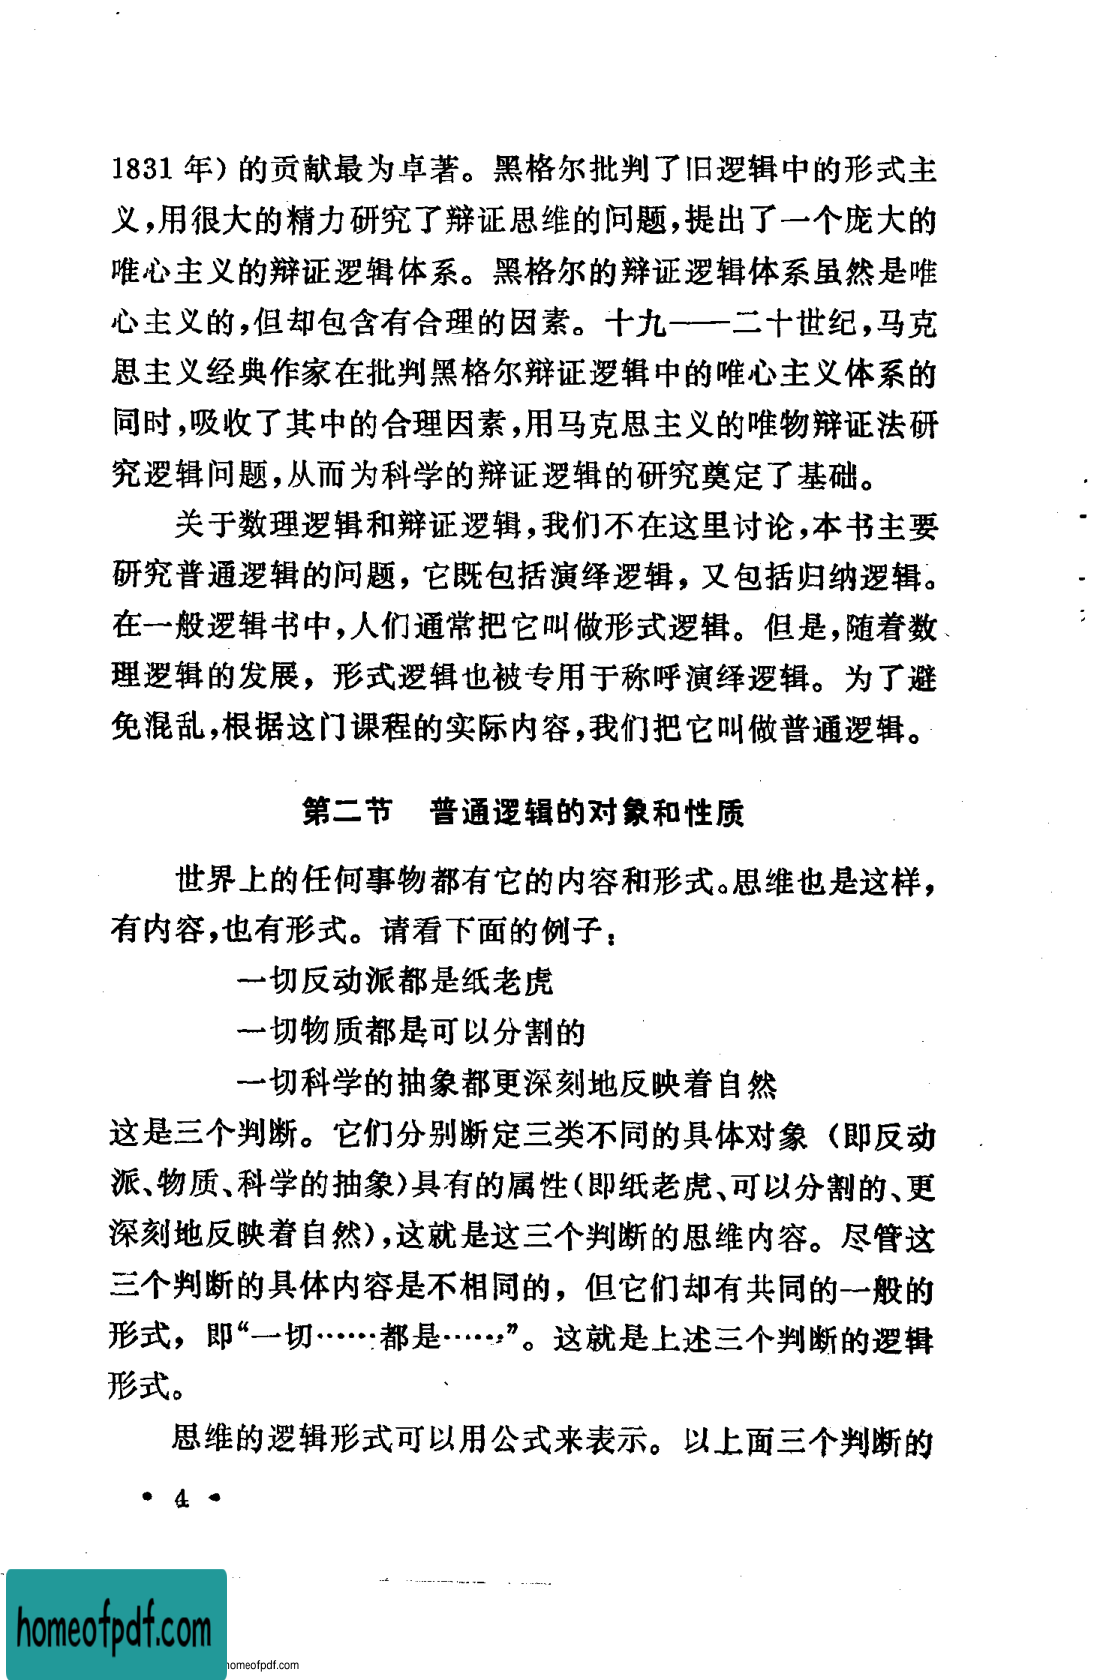 1831 年）的贡献最为卓著。黑格尔批判了旧逻辑中的形式主
义，用很大的精力研究了辩证思维的问题，提出了一个庞大的
唯心主义的辩证逻辑体系。黑格尔的辩证逻辑体系虽然是唯
心主义的，但却包含有合理的因素。十九——二十世纪，马克
思主义经典作家在批判黑格尔辩证逻辑中的唯心主义体系的
同时，吸收了其中的合理因素，用马克思主义的唯物辩证法研
究逻辑问题，从而为科学的辩证逻辑的研究奠定了基础。
关于数理逻辑和辩证逻辑，我们不在这里讨论，本书主要
研究普通逻辑的问题，它既包括演绎逻辑，又包括归纳逻辑。
在一般逻辑书中，人们通常把它叫做形式逻辑。但是，随着数
理逻辑的发展，形式逻辑也被专用于称呼演绎逻辑。为了避
免混乱，根据这门课程的实际内容，我们把它叫做普通逻辑。
第二节　普通逻辑的对象和性质
世界上的任何事物都有它的内容和形式。思维也是这样，
有内容，也有形式。请看下面的例子：
一切反动派都是纸老虎
一切物质都是可以分割的
一切科学的抽象都更深刻地反映着自然
这是三个判断。它们分别断定三类不同的具体对象（即反动
派、物质、科学的抽象）具有的属性（即纸老虎、可以分割的、更
深刻地反映着自然），这就是这三个判断的思维内容。尽管这
三个判断的具体内容是不相同的，但它们却有共同的一般的
形式，即“一切……都是……”。这就是上述三个判断的逻辑
形式。
思维的逻辑形式可以用公式来表示。以上面三个判断的
• 4 •
homeofpdf.com
homeofpdf.com